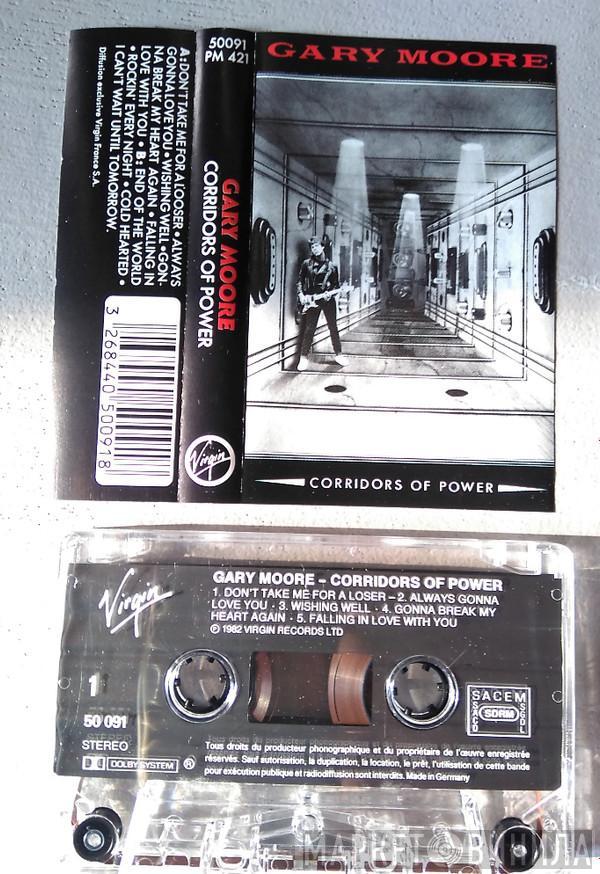 A: DON'T TAKE ME FOR A LOOSER • ALWAYS
GONNA LOVE YOU • WISHING WELL • GON-
NA BREAK MY HEART AGAIN • FALLING IN
LOVE WITH YOU • B: END OF THE WORLD
• ROCKIN' EVERY NIGHT • COLD HEARTED •
I CAN'T WAIT UNTIL TOMORROW.
Diffusion exclusive Virgin France S.A.
3 268440 500918
50091
PM 421
GARY MOORE
CORRIDORS OF POWER
Virgin
GARY MOORE
CORRIDORS OF POWER
Virgin
GARY MOORE – CORRIDORS OF POWER
1. DON'T TAKE ME FOR A LOSER – 2. ALWAYS GONNA
LOVE YOU · 3. WISHING WELL · 4. GONNA BREAK MY
HEART AGAIN · 5. FALLING IN LOVE WITH YOU
℗ 1982 VIRGIN RECORDS LTD
1
50 091
STEREO
DOLBY SYSTEM ®
SACEM
SACD
SDRM
SGDL
Tous droits du producteur phonographique et du propriétaire de l'œuvre enregistrée
réservés. Sauf autorisation, la duplication, la location, le prêt, l'utilisation de cette bande
pour exécution publique et radiodiffusion sont interdits. Made in Germany
МАРКЕТ ВИНИЛА